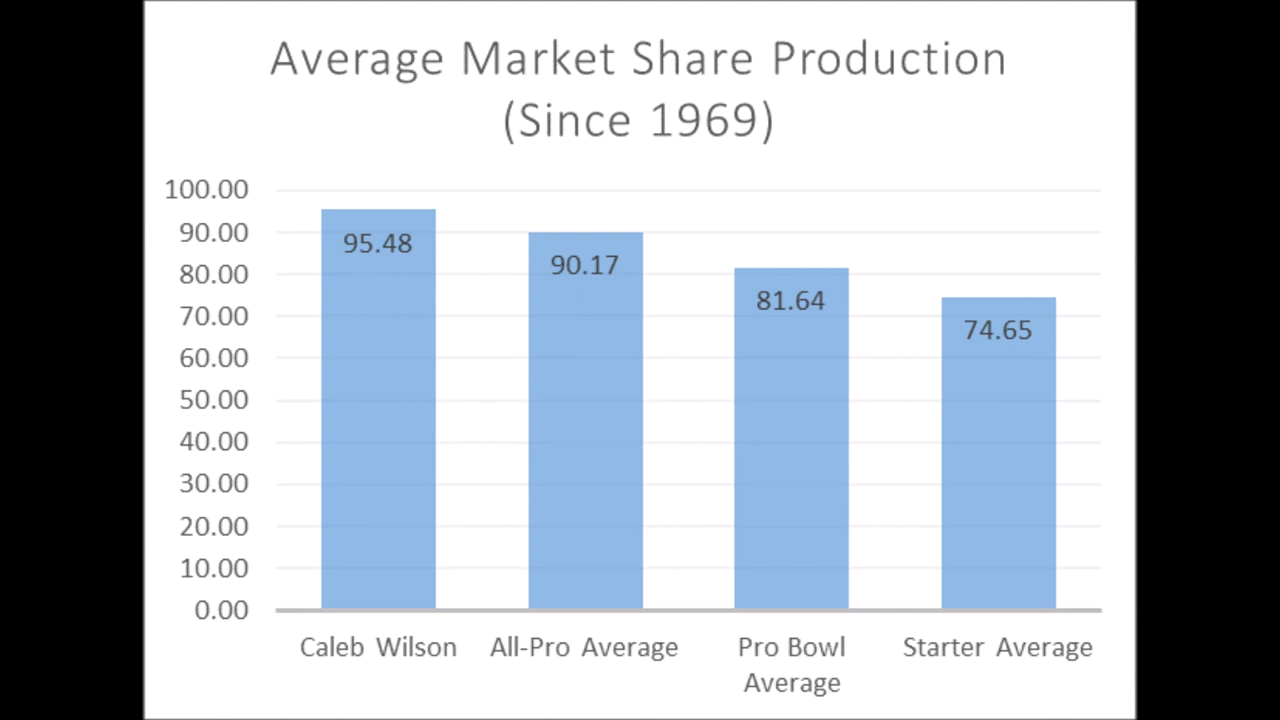 Average Market Share Production
(Since 1969)
100.00
90.00
80.00
70.00
60.00
50.00
40.00
30.00
20.00
10.00
0.00
95.48
90.17
81.64
74.65
Caleb Wilson
All-Pro Average
Pro Bowl
Average
Starter Average